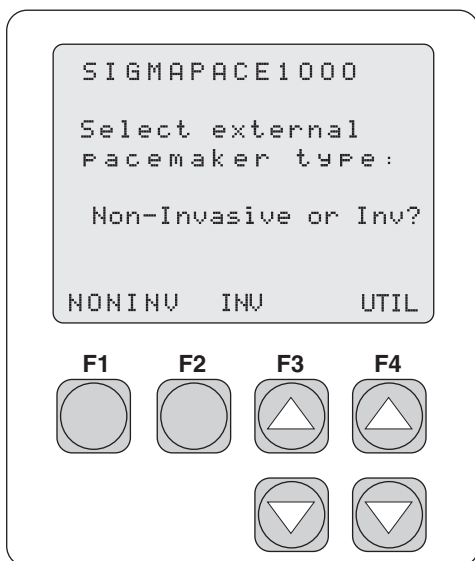 SIGMAPACE1000
Select external
pacemaker type:
Non-Invasive or Inv?
NONINV INV UTIL
F1 F2 F3 F4